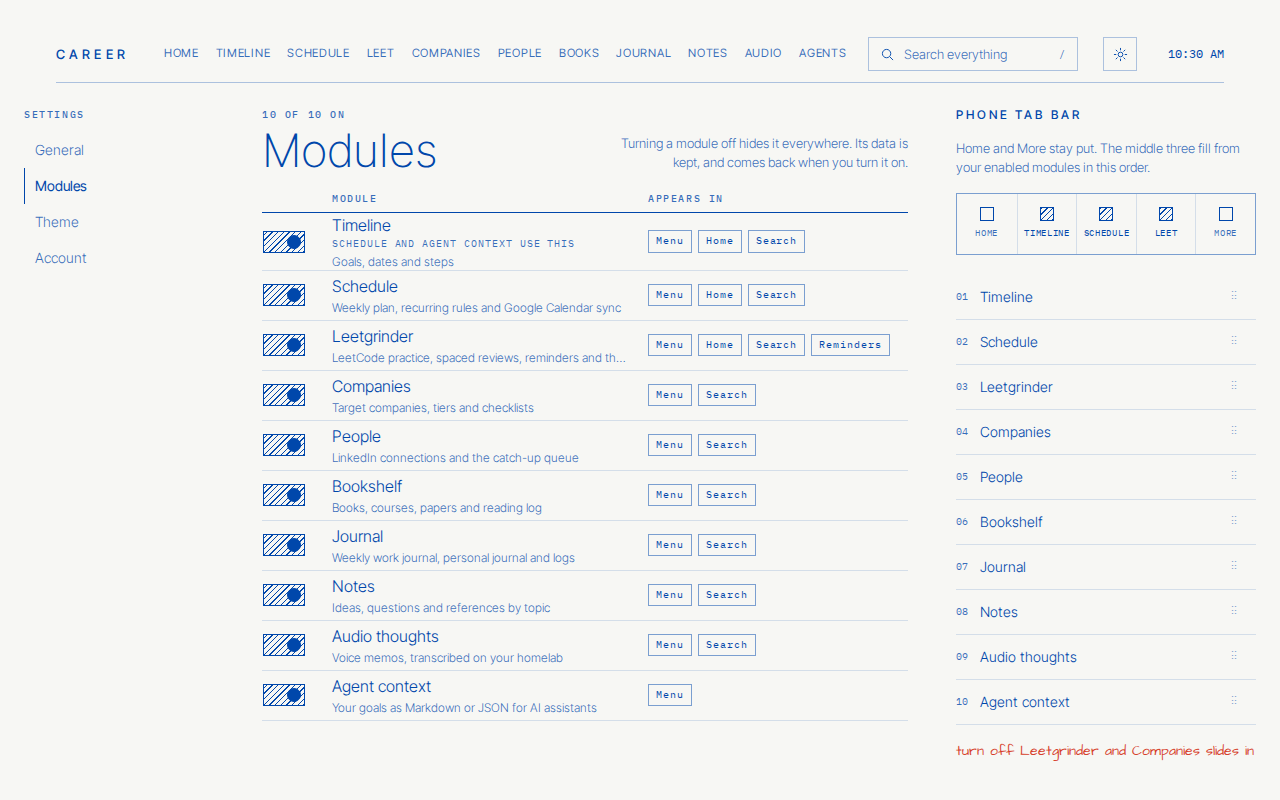 CAREER HOME TIMELINE SCHEDULE LEET COMPANIES PEOPLE BOOKS JOURNAL NOTES AUDIO AGENTS Search everything / 10:30 AM
SETTINGS
General
Modules
Theme
Account
10 OF 10 ON
Modules
Turning a module off hides it everywhere. Its data is
kept, and comes back when you turn it on.
MODULE APPEARS IN
Timeline
SCHEDULE AND AGENT CONTEXT USE THIS
Goals, dates and steps
Menu Home Search
Schedule
Weekly plan, recurring rules and Google Calendar sync
Menu Home Search
Leetgrinder
LeetCode practice, spaced reviews, reminders and th…
Menu Home Search Reminders
Companies
Target companies, tiers and checklists
Menu Search
People
LinkedIn connections and the catch-up queue
Menu Search
Bookshelf
Books, courses, papers and reading log
Menu Search
Journal
Weekly work journal, personal journal and logs
Menu Search
Notes
Ideas, questions and references by topic
Menu Search
Audio thoughts
Voice memos, transcribed on your homelab
Menu Search
Agent context
Your goals as Markdown or JSON for AI assistants
Menu
PHONE TAB BAR
Home and More stay put. The middle three fill from
your enabled modules in this order.
HOME TIMELINE SCHEDULE LEET MORE
01 Timeline
02 Schedule
03 Leetgrinder
04 Companies
05 People
06 Bookshelf
07 Journal
08 Notes
09 Audio thoughts
10 Agent context
turn off Leetgrinder and Companies slides in